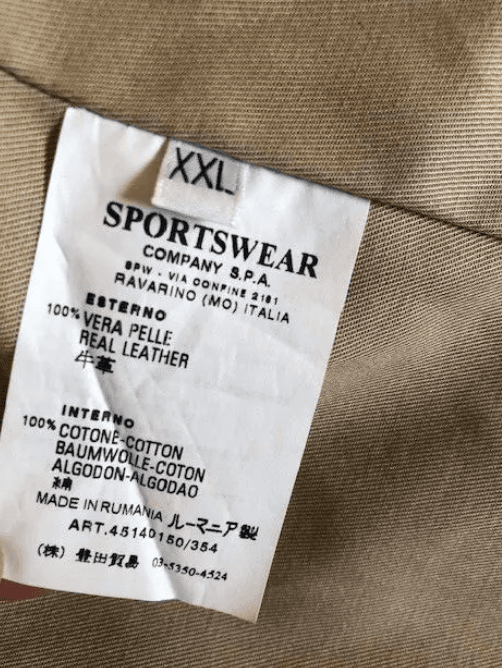 XXL
SPORTSWEAR
COMPANY S.P.A.
SPW - VIA CONFINE 2161
RAVARINO (MO) ITALIA
ESTERNO
100% VERA PELLE
REAL LEATHER
牛革
INTERNO
100% COTONE-COTTON
BAUMWOLLE-COTON
ALGODON-ALGODAO
綿
MADE IN RUMANIA ルーマニア製
ART.45140150/354
(株) 豊田貿易 03-5350-4524